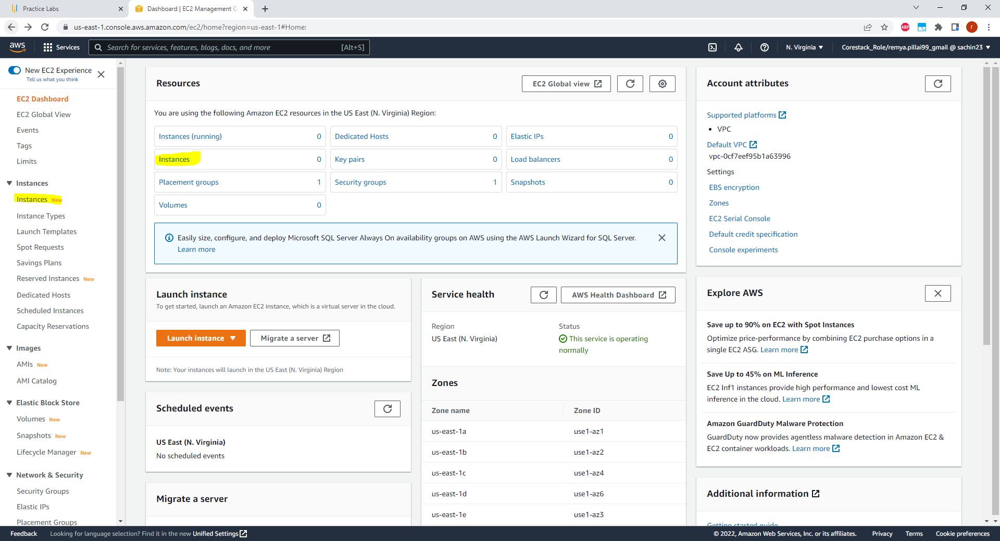 Practice Labs
Dashboard | EC2 Management C
us-east-1.console.aws.amazon.com/ec2/home?region=us-east-1#Home:
ABP
r
aws
Services
Search for services, features, blogs, docs, and more
[Alt+S]
N. Virginia
Corestack_Role/remya.pillai99_gmail @ sachin23
New EC2 Experience
Tell us what you think
EC2 Dashboard
EC2 Global View
Events
Tags
Limits
Instances
Instances New
Instance Types
Launch Templates
Spot Requests
Savings Plans
Reserved Instances New
Dedicated Hosts
Scheduled Instances
Capacity Reservations
Images
AMIs New
AMI Catalog
Elastic Block Store
Volumes New
Snapshots New
Lifecycle Manager New
Network & Security
Security Groups
Elastic IPs
Placement Groups
Resources
EC2 Global view
You are using the following Amazon EC2 resources in the US East (N. Virginia) Region:
Instances (running) 0
Dedicated Hosts 0
Elastic IPs 0
Instances 0
Key pairs 0
Load balancers 0
Placement groups 1
Security groups 1
Snapshots 0
Volumes 0
Easily size, configure, and deploy Microsoft SQL Server Always On availability groups on AWS using the AWS Launch Wizard for SQL Server.
Learn more
Launch instance
To get started, launch an Amazon EC2 instance, which is a virtual server in the cloud.
Launch instance
Migrate a server
Note: Your instances will launch in the US East (N. Virginia) Region
Scheduled events
US East (N. Virginia)
No scheduled events
Migrate a server
Service health
AWS Health Dashboard
Region
US East (N. Virginia)
Status
This service is operating
normally
Zones
Zone name Zone ID
us-east-1a use1-az1
us-east-1b use1-az2
us-east-1c use1-az4
us-east-1d use1-az6
us-east-1e use1-az3
Account attributes
Supported platforms
• VPC
Default VPC
vpc-0cf7eef95b1a63996
Settings
EBS encryption
Zones
EC2 Serial Console
Default credit specification
Console experiments
Explore AWS
Save up to 90% on EC2 with Spot Instances
Optimize price-performance by combining EC2 purchase options in a
single EC2 ASG. Learn more
Save Up to 45% on ML Inference
EC2 Inf1 instances provide high performance and lowest cost ML
inference in the cloud. Learn more
Amazon GuardDuty Malware Protection
GuardDuty now provides agentless malware detection in Amazon EC2 &
EC2 container workloads. Learn more
Additional information
Getting started guide
Feedback
Looking for language selection? Find it in the new Unified Settings
© 2022, Amazon Web Services, Inc. or its affiliates.
Privacy
Terms
Cookie preferences